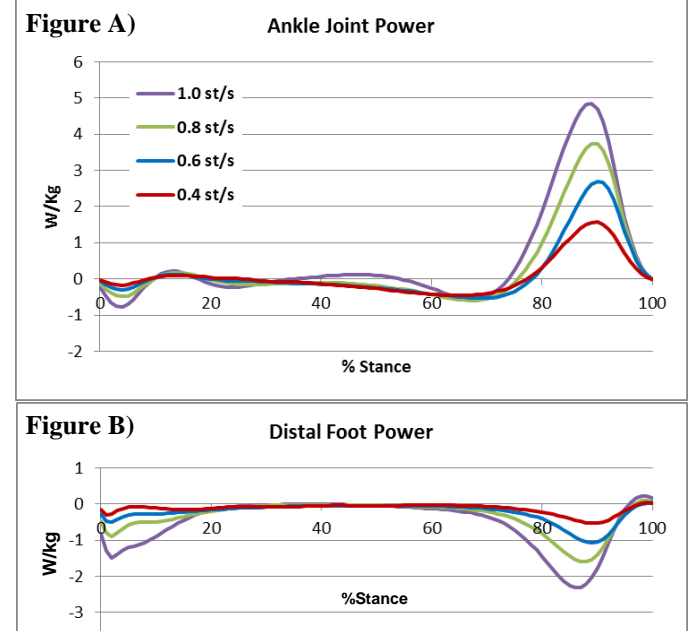 Figure A)
Ankle Joint Power
6
5
4
3
2
1
0
-1
-2
W/Kg
1.0 st/s
0.8 st/s
0.6 st/s
0.4 st/s
0 20 40 60 80 100
% Stance
Figure B)
Distal Foot Power
1
0
-1
-2
-3
W/kg
0 20 40 60 80 100
%Stance